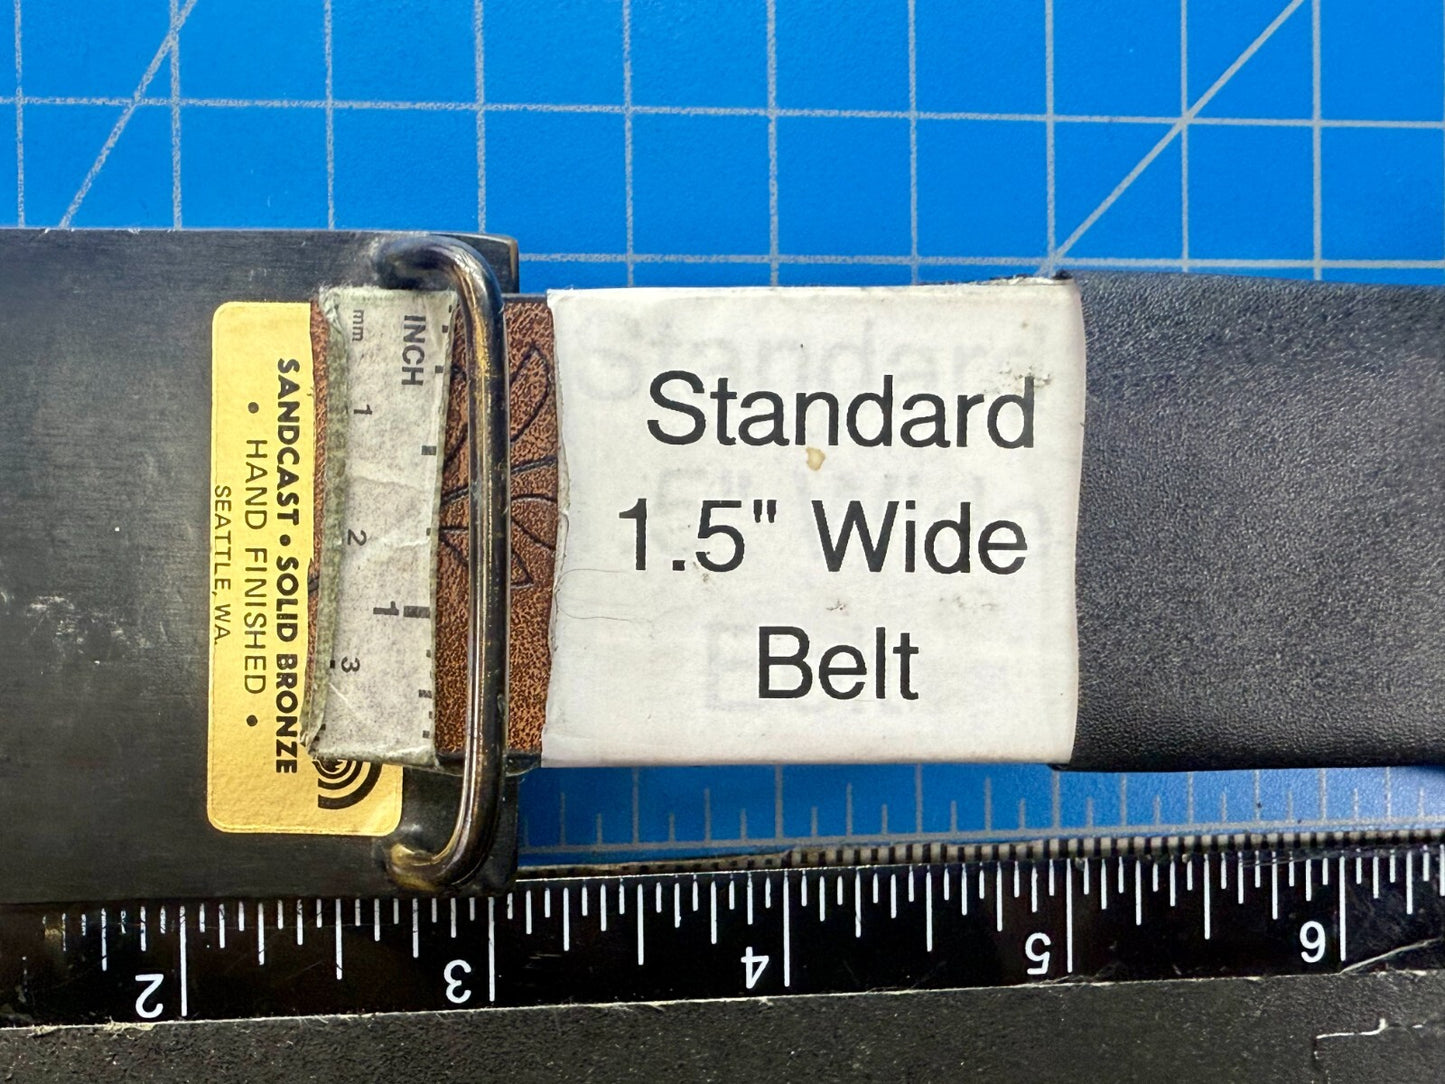 SANDCAST • SOLID BRONZE
• HAND FINISHED •
SEATTLE, WA.
INCH
mm
1
2
3
1
Standard
1.5" Wide
Belt
2
3
4
5
6